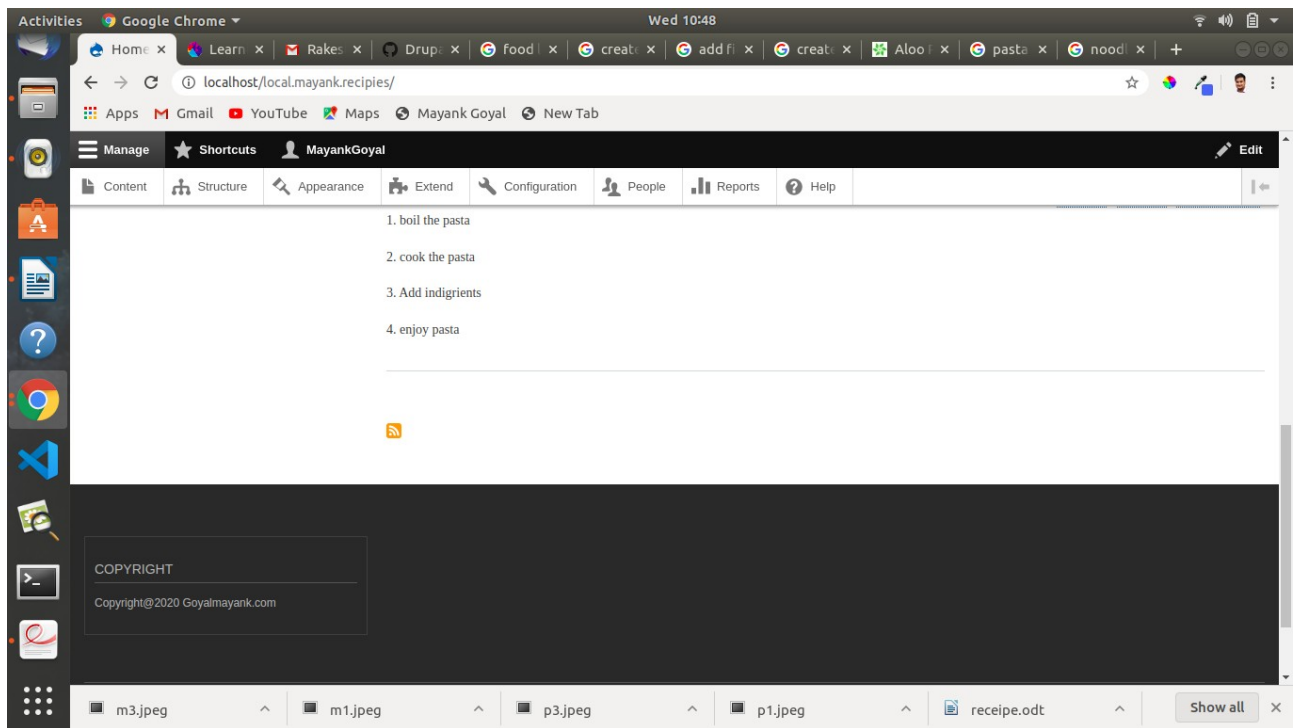 Activities Google Chrome Wed 10:48
Home Learn Rakes Drupa food l create add fi create Aloo pasta noodl
localhost/local.mayank.recipies/
Apps Gmail YouTube Maps Mayank Goyal New Tab
Manage Shortcuts MayankGoyal Edit
Content Structure Appearance Extend Configuration People Reports Help
1. boil the pasta
2. cook the pasta
3. Add indigrients
4. enjoy pasta
COPYRIGHT
Copyright@2020 Goyalmayank.com
m3.jpeg m1.jpeg p3.jpeg p1.jpeg receipe.odt Show all